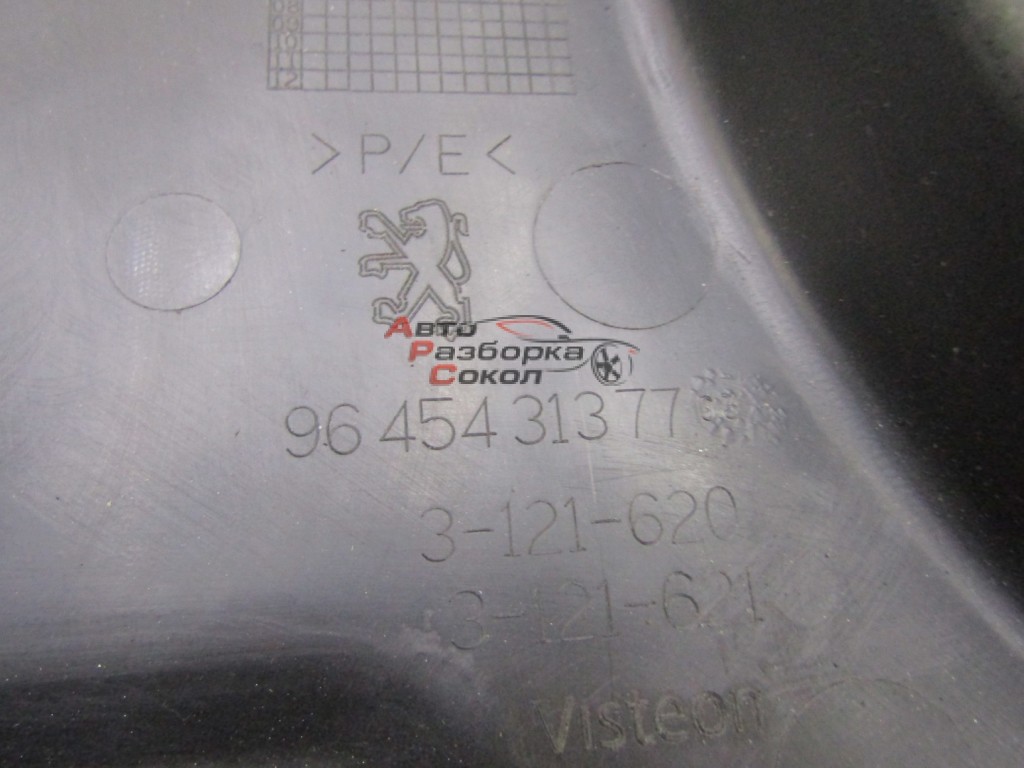 >P/E<
Авто
Разборка
Сокол
96 454 313 77
3-121-620
3-121-621
Visteon